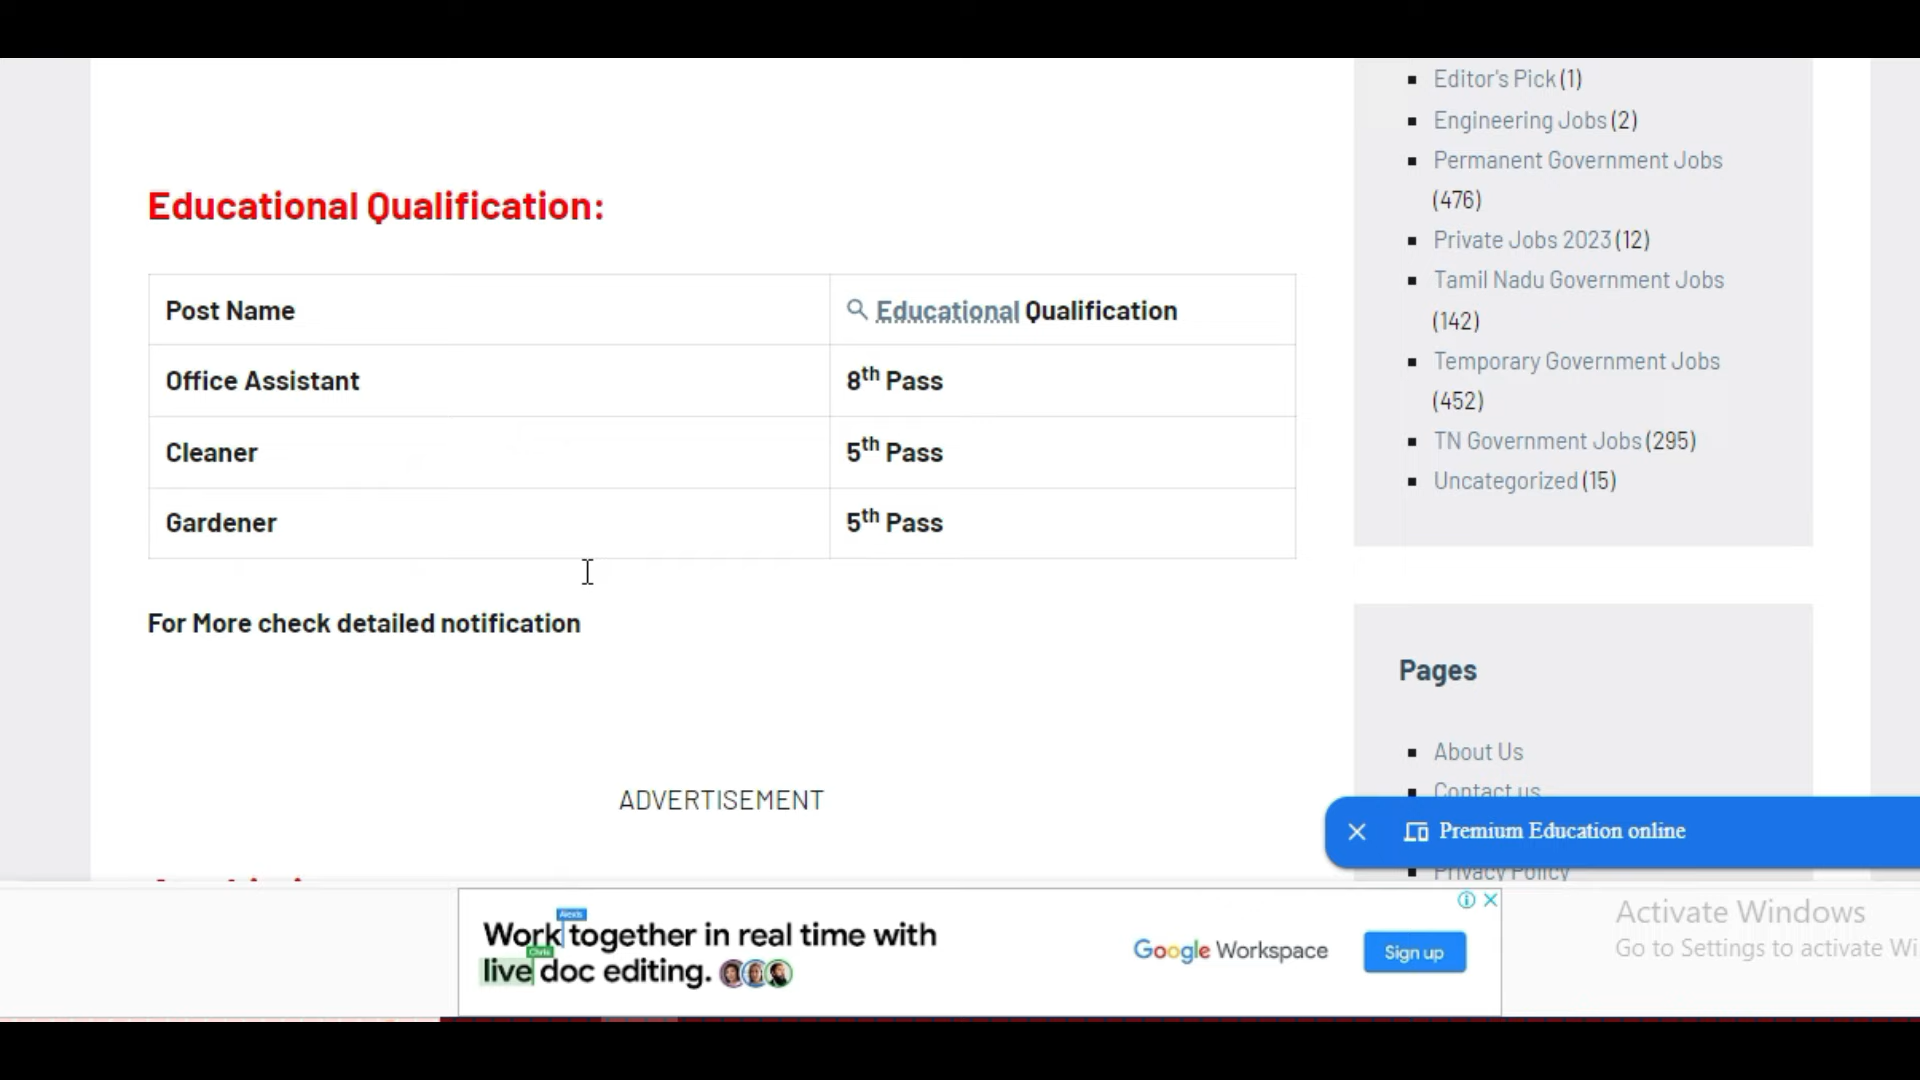 Educational Qualification:
Post Name
Educational Qualification
Office Assistant
8th Pass
Cleaner
5th Pass
Gardener
5th Pass
For More check detailed notification
ADVERTISEMENT
Editor's Pick (1)
Engineering Jobs (2)
Permanent Government Jobs
(476)
Private Jobs 2023 (12)
Tamil Nadu Government Jobs
(142)
Temporary Government Jobs
(452)
TN Government Jobs (295)
Uncategorized (15)
Pages
About Us
Contact us
Premium Education online
Privacy Policy
Alexis
Work together in real time with
Chris
live doc editing.
Google Workspace
Sign up
Activate Windows
Go to Settings to activate Wi